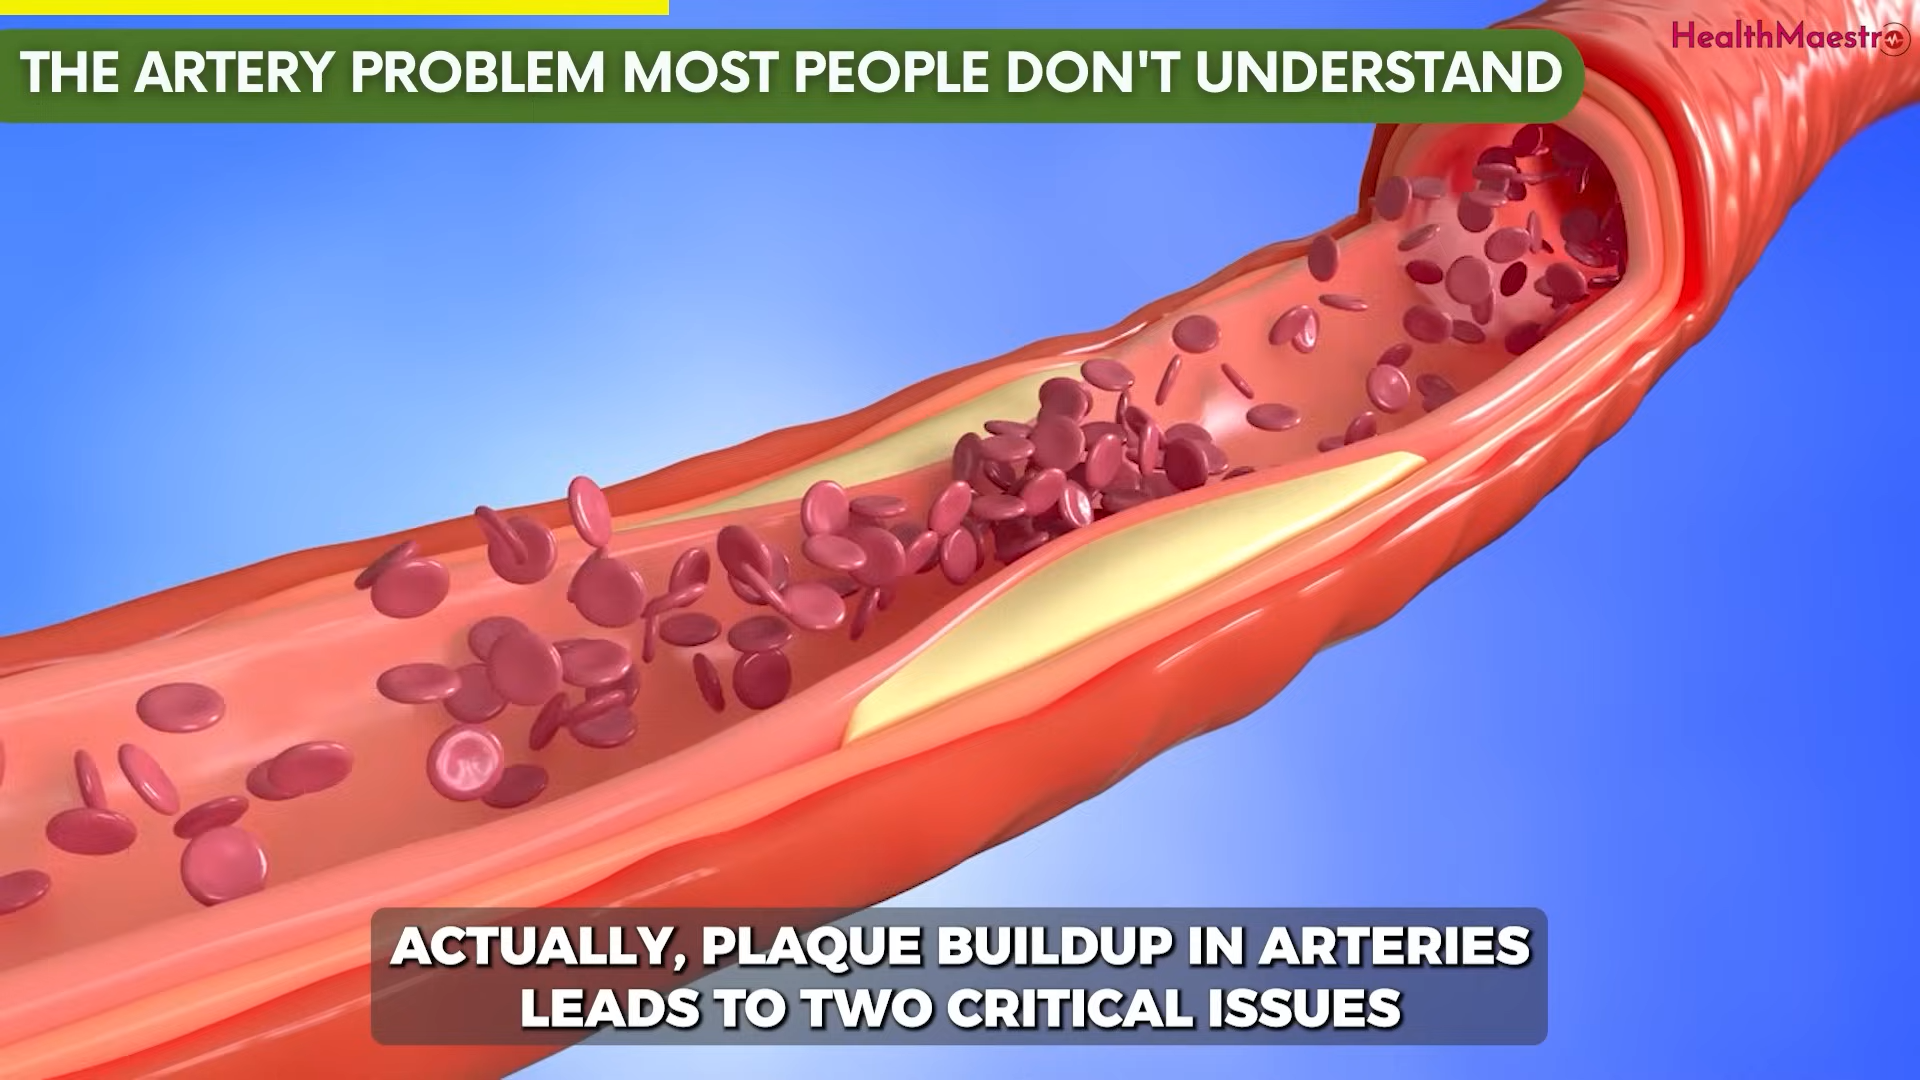 THE ARTERY PROBLEM MOST PEOPLE DON'T UNDERSTAND
HealthMaestro
ACTUALLY, PLAQUE BUILDUP IN ARTERIES
LEADS TO TWO CRITICAL ISSUES